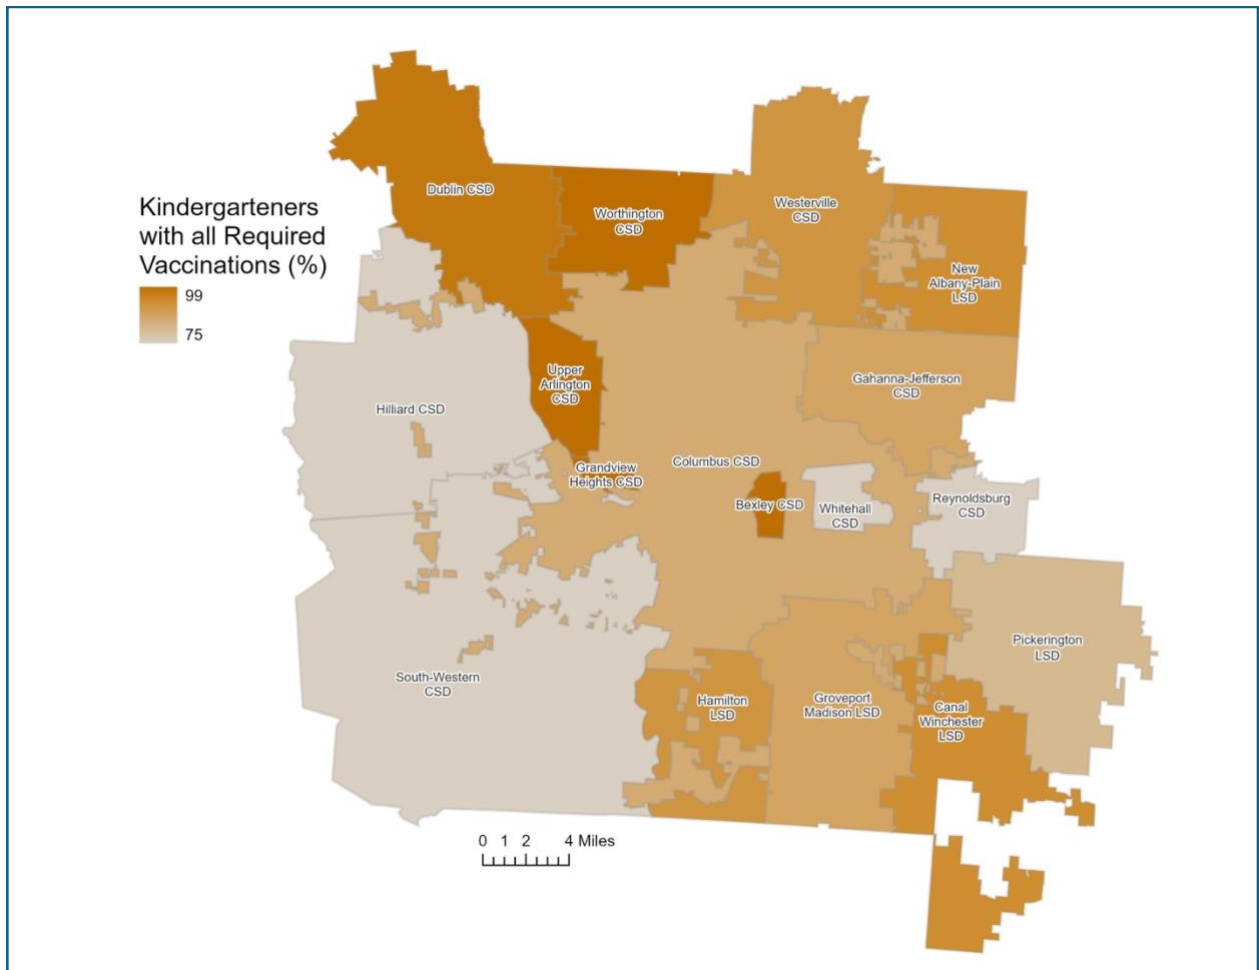 Kindergarteners
with all Required
Vaccinations (%)
99
75
Dublin CSD
Worthington
CSD
Westerville
CSD
New
Albany-Plain
LSD
Upper
Arlington
CSD
Gahanna-Jefferson
CSD
Hilliard CSD
Grandview
Heights CSD
Columbus CSD
Bexley CSD
Whitehall
CSD
Reynoldsburg
CSD
Pickerington
LSD
South-Western
CSD
Hamilton
LSD
Groveport
Madison LSD
Canal
Winchester
LSD
0 1 2 4 Miles